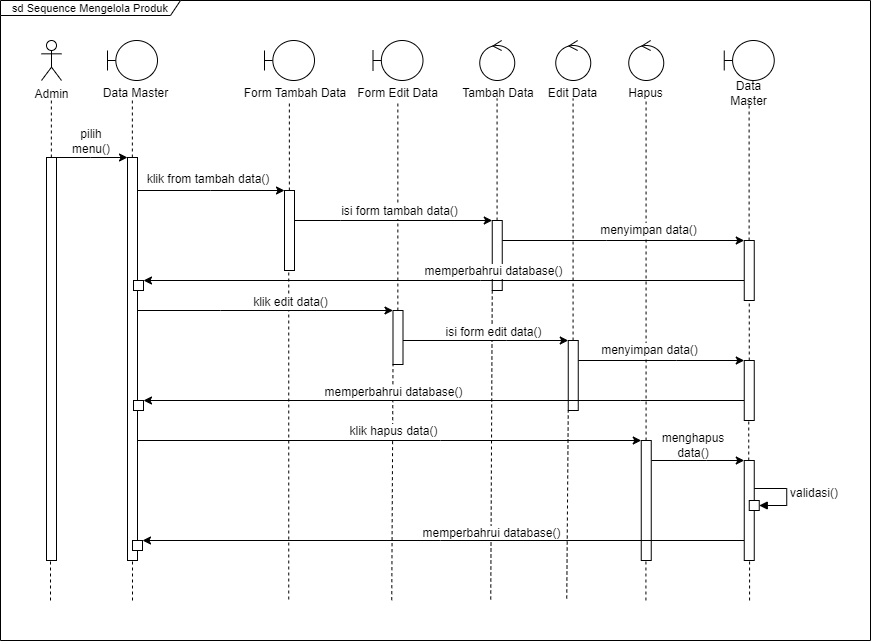 sd Sequence Mengelola Produk
Admin
Data Master
Form Tambah Data
Form Edit Data
Tambah Data
Edit Data
Hapus
Data
Master
pilih
menu()
klik from tambah data()
isi form tambah data()
menyimpan data()
memperbahrui database()
klik edit data()
isi form edit data()
menyimpan data()
memperbahrui database()
klik hapus data()
menghapus
data()
validasi()
memperbahrui database()